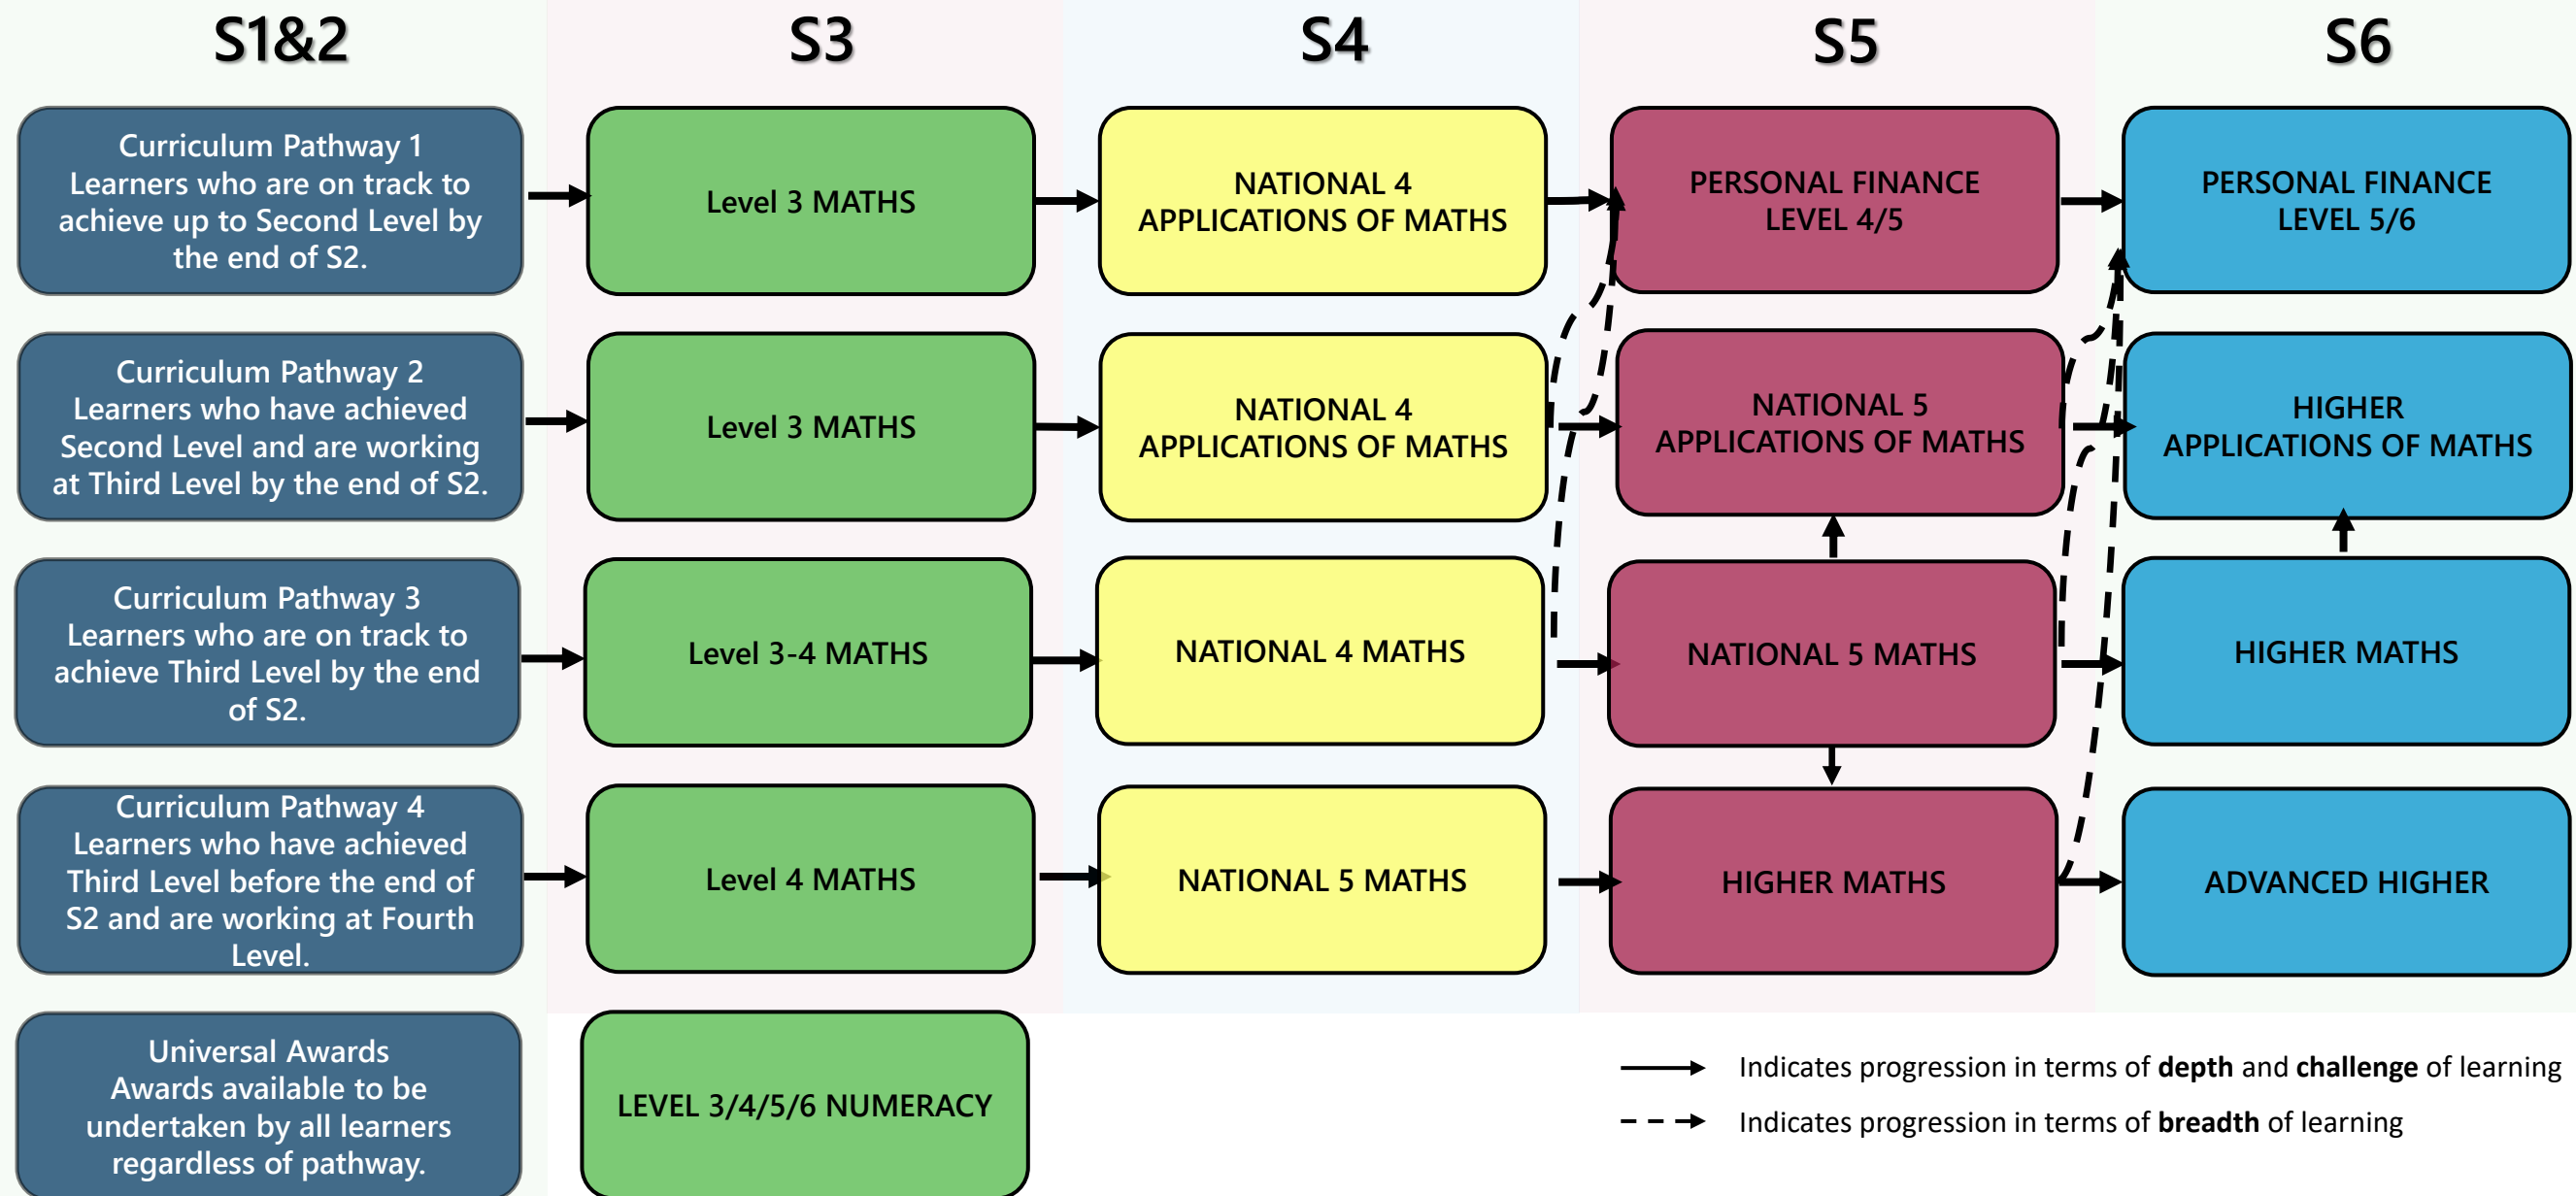 S1&2
S3
S4
S5
S6
Curriculum Pathway 1
Learners who are on track to
achieve up to Second Level by
the end of S2.
Level 3 MATHS
NATIONAL 4
APPLICATIONS OF MATHS
PERSONAL FINANCE
LEVEL 4/5
PERSONAL FINANCE
LEVEL 5/6
Curriculum Pathway 2
Learners who have achieved
Second Level and are working
at Third Level by the end of S2.
Level 3 MATHS
NATIONAL 4
APPLICATIONS OF MATHS
NATIONAL 5
APPLICATIONS OF MATHS
HIGHER
APPLICATIONS OF MATHS
Curriculum Pathway 3
Learners who are on track to
achieve Third Level by the end
of S2.
Level 3-4 MATHS
NATIONAL 4 MATHS
NATIONAL 5 MATHS
HIGHER MATHS
Curriculum Pathway 4
Learners who have achieved
Third Level before the end of
S2 and are working at Fourth
Level.
Level 4 MATHS
NATIONAL 5 MATHS
HIGHER MATHS
ADVANCED HIGHER
Universal Awards
Awards available to be
undertaken by all learners
regardless of pathway.
LEVEL 3/4/5/6 NUMERACY
Indicates progression in terms of depth and challenge of learning
Indicates progression in terms of breadth of learning